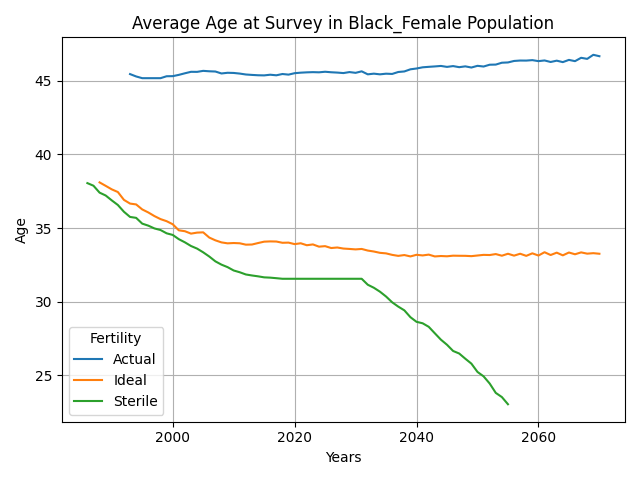 Average Age at Survey in Black_Female Population
45
40
35
30
25
Age
Fertility
Actual
Ideal
Sterile
2000 2020 2040 2060
Years